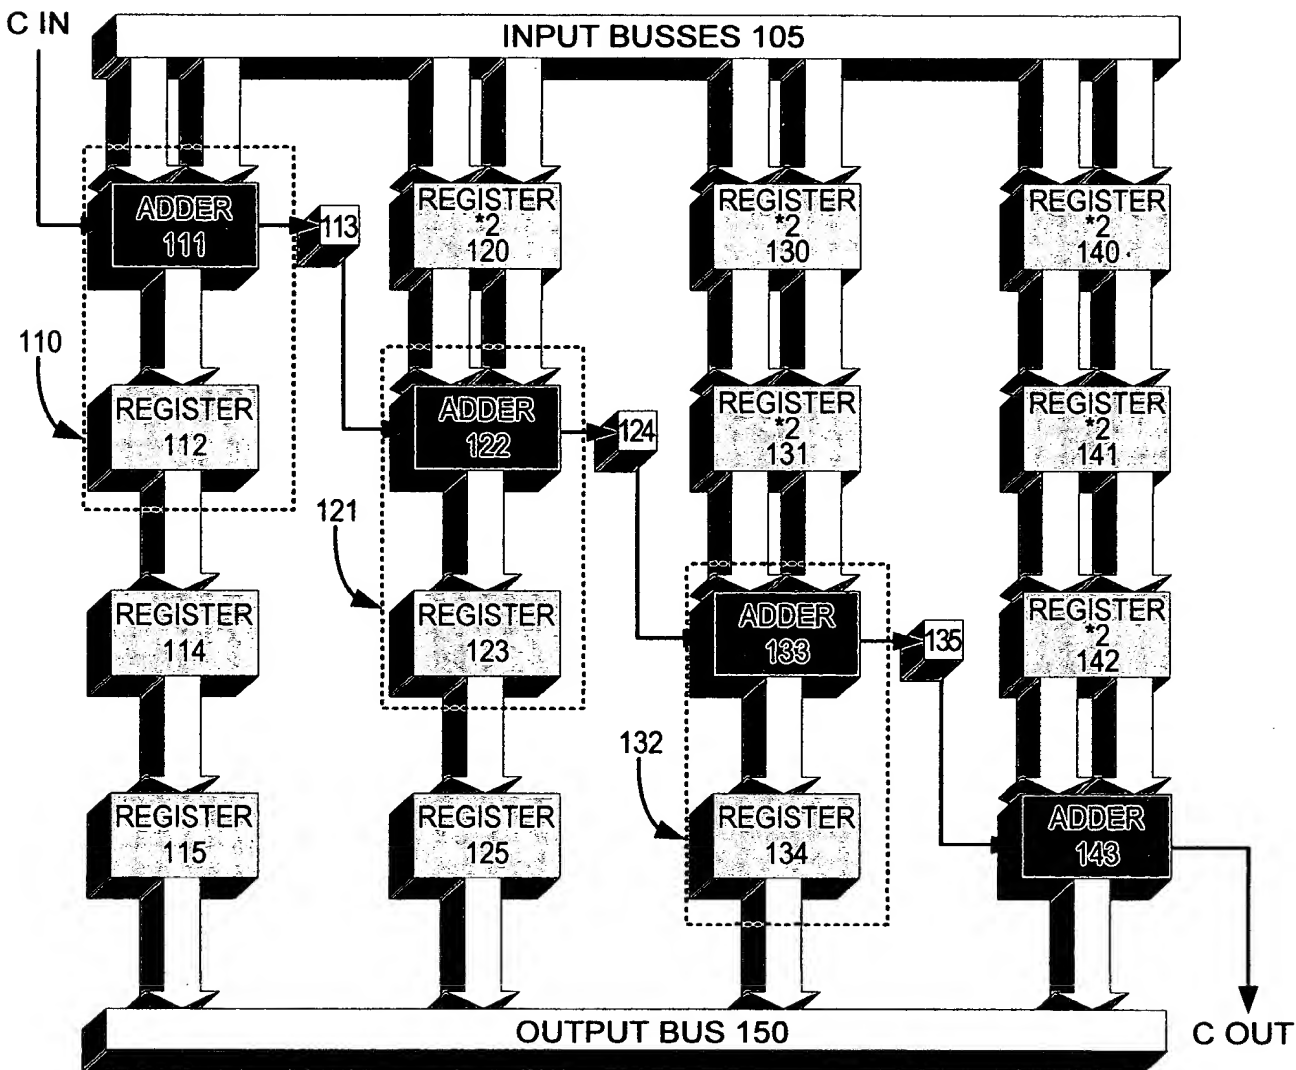 C IN
INPUT BUSSES 105
ADDER
111
113
REGISTER
*2
120
REGISTER
*2
130
REGISTER
*2
140
110
REGISTER
112
ADDER
122
124
REGISTER
*2
131
REGISTER
*2
141
121
REGISTER
114
REGISTER
123
ADDER
133
135
REGISTER
*2
142
132
REGISTER
115
REGISTER
125
REGISTER
134
ADDER
143
OUTPUT BUS 150
C OUT